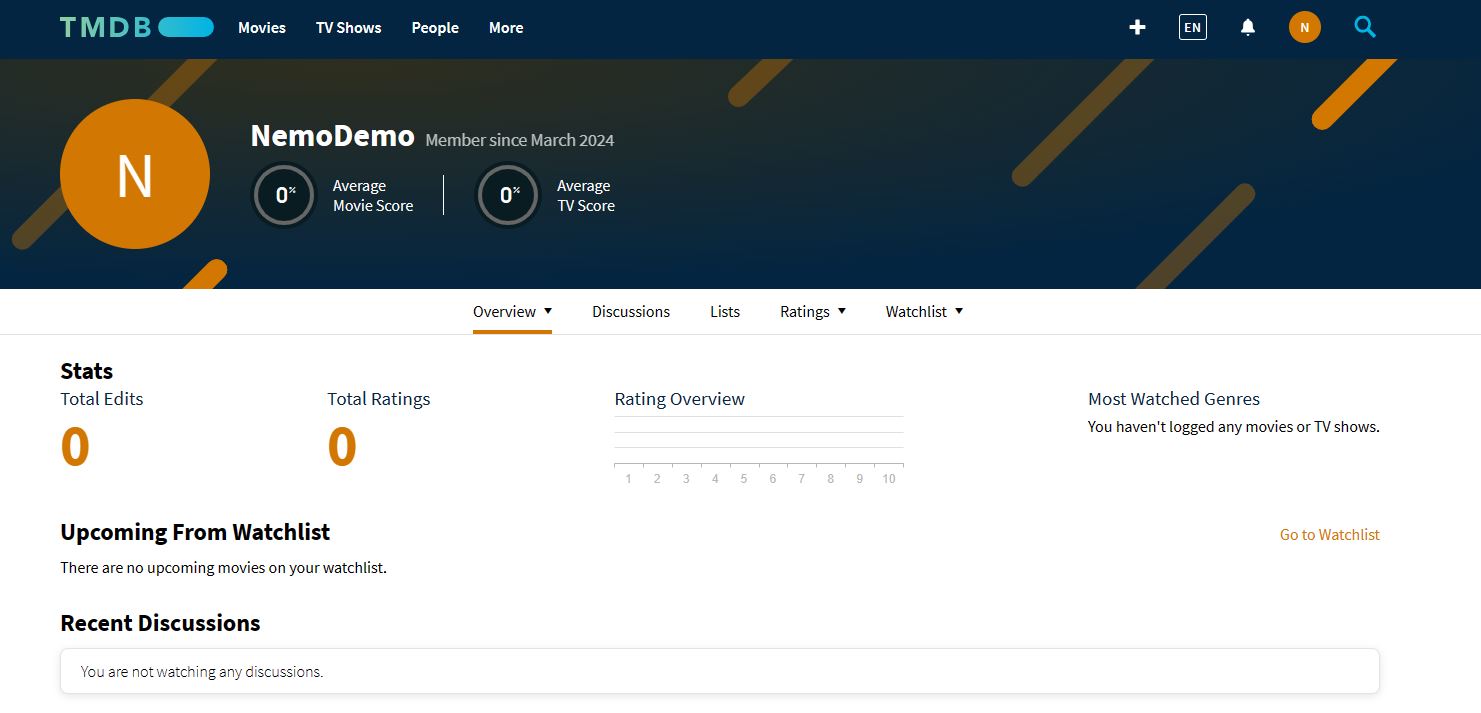 TMDB Movies TV Shows People More EN N
N
NemoDemo Member since March 2024
0% Average Movie Score
0% Average TV Score
Overview ▼ Discussions Lists Ratings ▼ Watchlist ▼
Stats
Total Edits
0
Total Ratings
0
Rating Overview
1 2 3 4 5 6 7 8 9 10
Most Watched Genres
You haven't logged any movies or TV shows.
Upcoming From Watchlist
Go to Watchlist
There are no upcoming movies on your watchlist.
Recent Discussions
You are not watching any discussions.